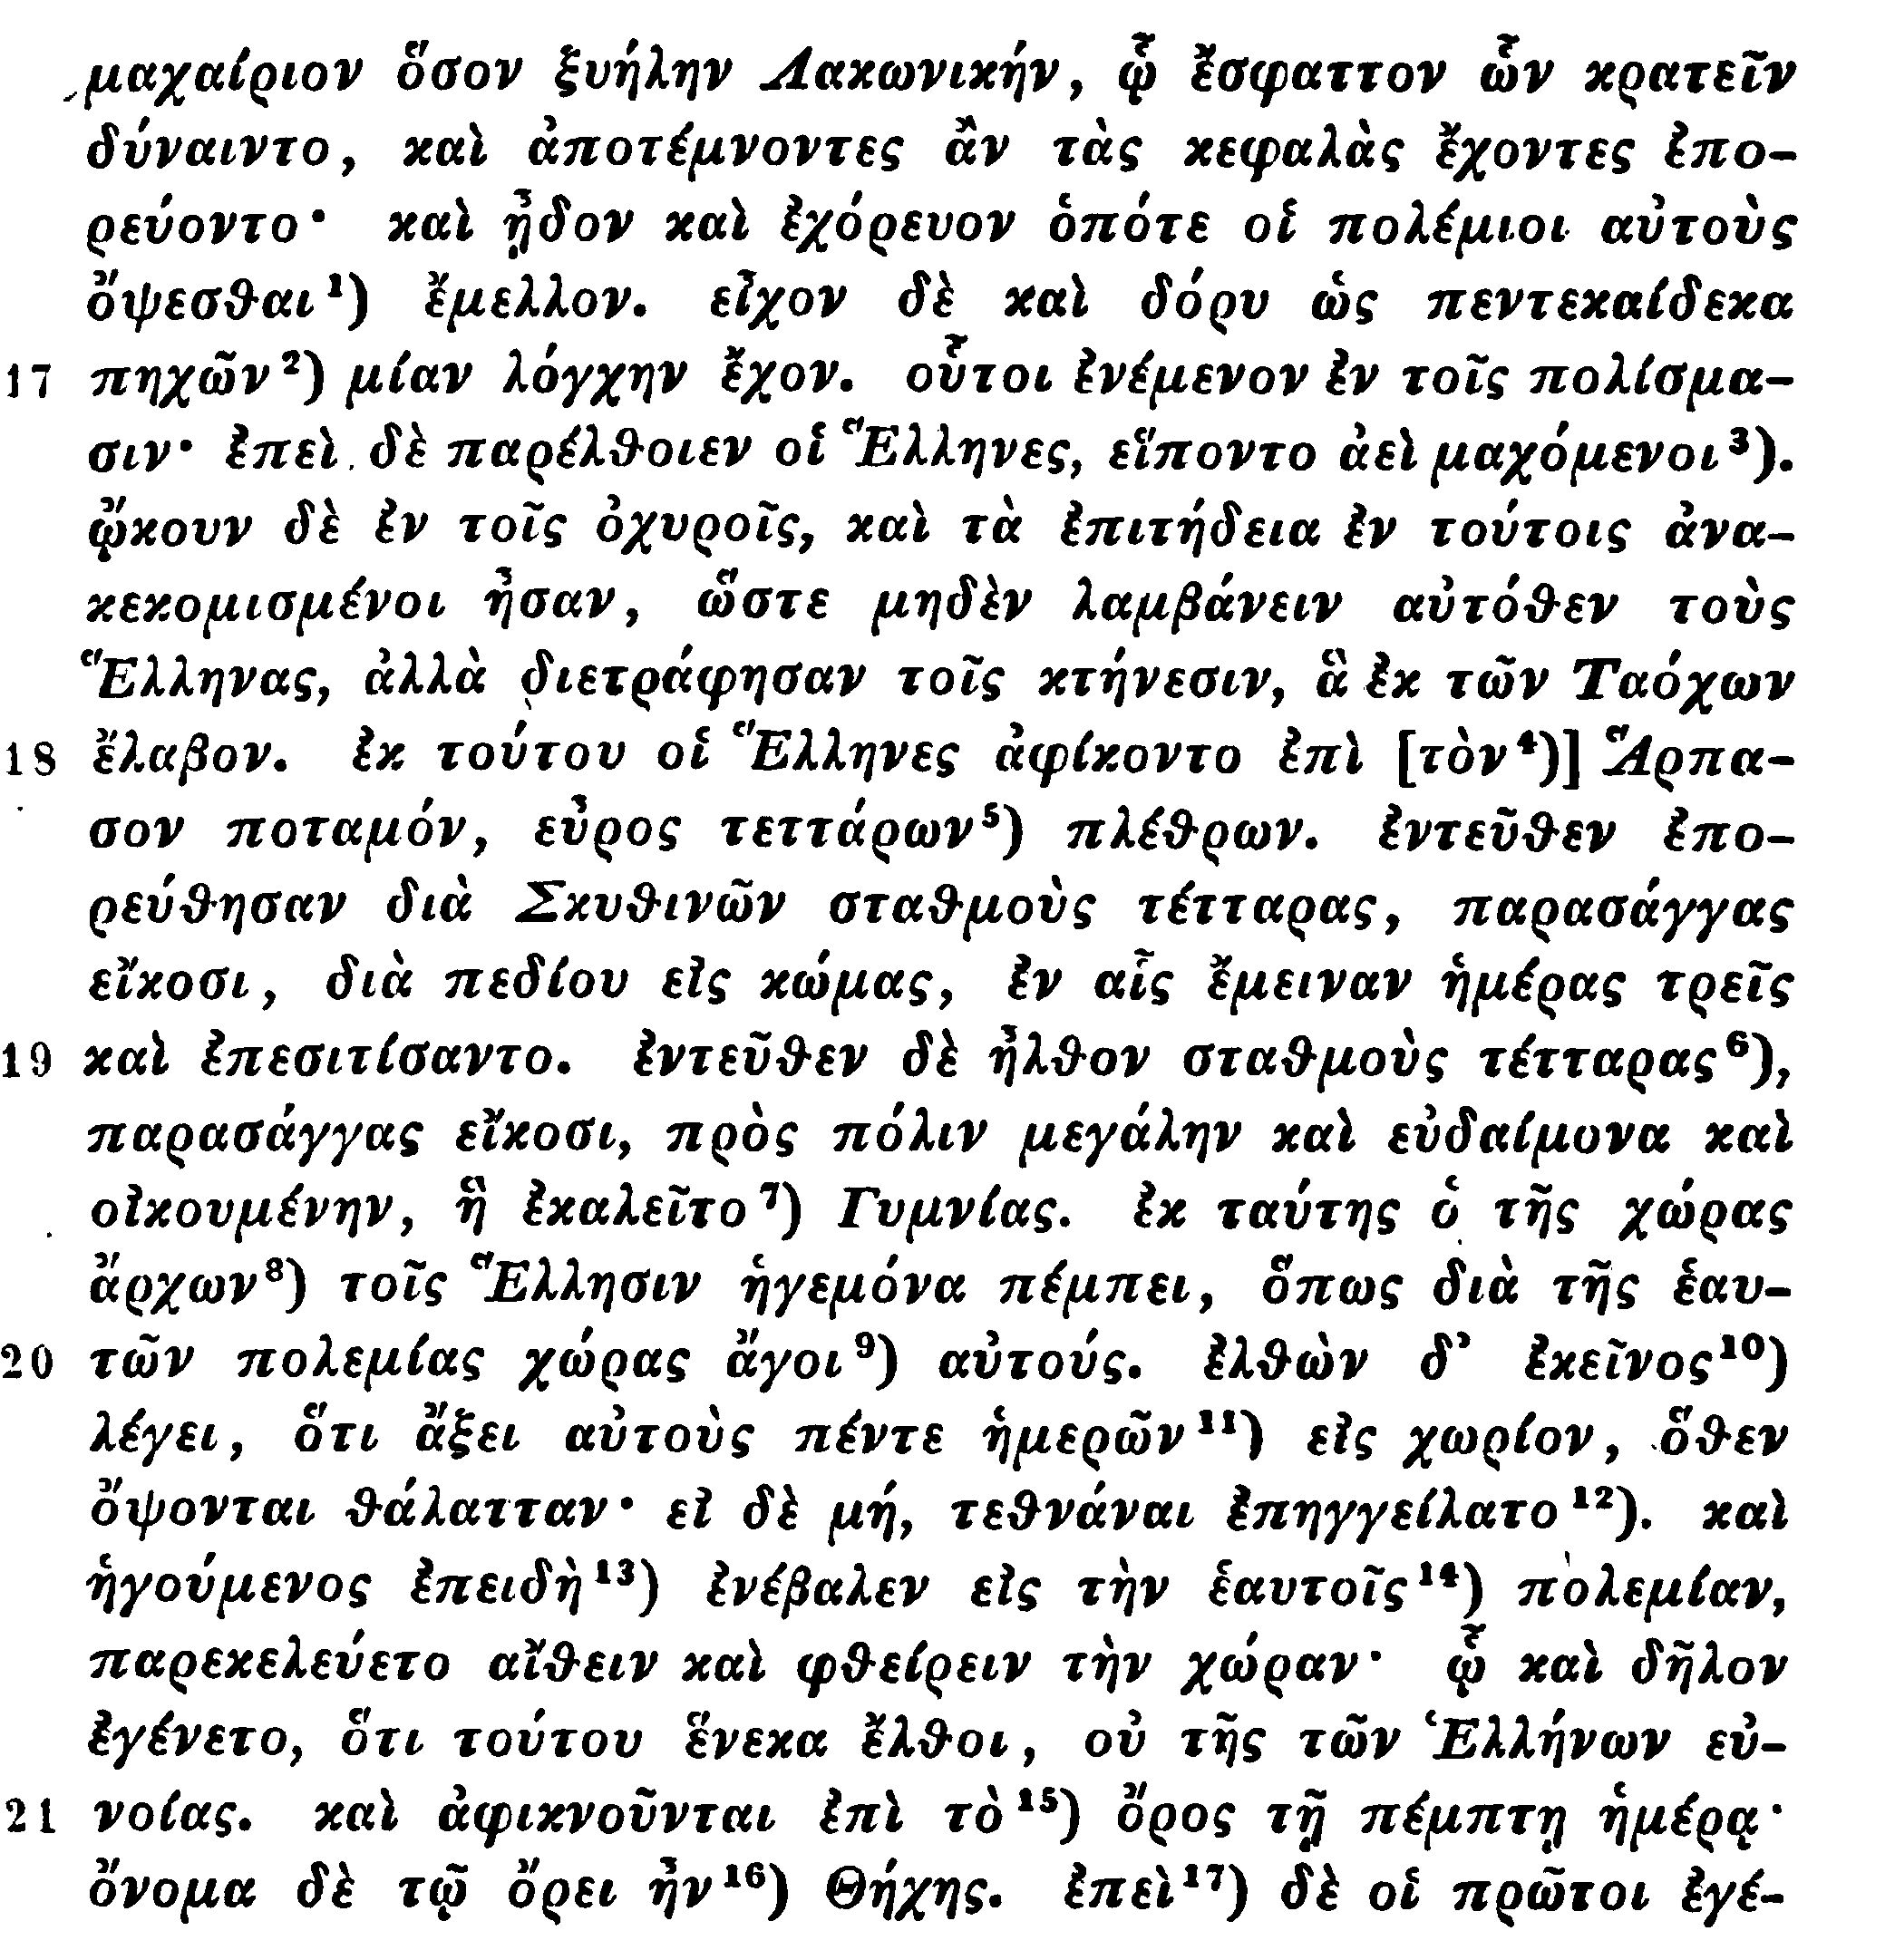 μαχαίριον ὅσον ξυήλην Λακωνικήν, ᾧ ἔσφαττον ὧν κρατεῖν
δύναιντο, καὶ ἀποτέμνοντες ἂν τὰς κεφαλὰς ἔχοντες ἐπο-
ρεύοντο· καὶ ᾖδον καὶ ἐχόρευον ὁπότε οἱ πολέμιοι αὐτοὺς
ὄψεσθαι¹) ἔμελλον. εἶχον δὲ καὶ δόρυ ὡς πεντεκαίδεκα
17 πηχῶν²) μίαν λόγχην ἔχον. οὗτοι ἐνέμενον ἐν τοῖς πολίσμα-
σιν· ἐπεὶ δὲ παρέλθοιεν οἱ Ἕλληνες, εἵποντο ἀεὶ μαχόμενοι³).
ᾤκουν δὲ ἐν τοῖς ὀχυροῖς, καὶ τὰ ἐπιτήδεια ἐν τούτοις ἀνα-
κεκομισμένοι ἦσαν, ὥστε μηδὲν λαμβάνειν αὐτόθεν τοὺς
Ἕλληνας, ἀλλὰ διετράφησαν τοῖς κτήνεσιν, ἃ ἐκ τῶν Ταόχων
18 ἔλαβον. ἐκ τούτου οἱ Ἕλληνες ἀφίκοντο ἐπὶ [τὸν⁴)] Ἅρπα-
σον ποταμόν, εὖρος τεττάρων⁵) πλέθρων. ἐντεῦθεν ἐπο-
ρεύθησαν διὰ Σκυθινῶν σταθμοὺς τέτταρας, παρασάγγας
εἴκοσι, διὰ πεδίου εἰς κώμας, ἐν αἷς ἔμειναν ἡμέρας τρεῖς
19 καὶ ἐπεσιτίσαντο. ἐντεῦθεν δὲ ἦλθον σταθμοὺς τέτταρας⁶),
παρασάγγας εἴκοσι, πρὸς πόλιν μεγάλην καὶ εὐδαίμονα καὶ
οἰκουμένην, ἣ ἐκαλεῖτο⁷) Γυμνίας. ἐκ ταύτης ὁ τῆς χώρας
ἄρχων⁸) τοῖς Ἕλλησιν ἡγεμόνα πέμπει, ὅπως διὰ τῆς ἑαυ-
20 τῶν πολεμίας χώρας ἄγοι⁹) αὐτούς. ἐλθὼν δ’ ἐκεῖνος¹⁰)
λέγει, ὅτι ἄξει αὐτοὺς πέντε ἡμερῶν¹¹) εἰς χωρίον, ὅθεν
ὄψονται θάλατταν· εἰ δὲ μή, τεθνάναι ἐπηγγείλατο¹²). καὶ
ἡγούμενος ἐπειδὴ¹³) ἐνέβαλεν εἰς τὴν ἑαυτοῖς¹⁴) πολεμίαν,
παρεκελεύετο αἴθειν καὶ φθείρειν τὴν χώραν· ᾧ καὶ δῆλον
ἐγένετο, ὅτι τούτου ἕνεκα ἔλθοι, οὐ τῆς τῶν Ἑλλήνων εὐ-
21 νοίας. καὶ ἀφικνοῦνται ἐπὶ τὸ¹⁵) ὄρος τῇ πέμπτῃ ἡμέρᾳ·
ὄνομα δὲ τῷ ὄρει ἦν¹⁶) Θήχης. ἐπεὶ¹⁷) δὲ οἱ πρῶτοι ἐγέ-